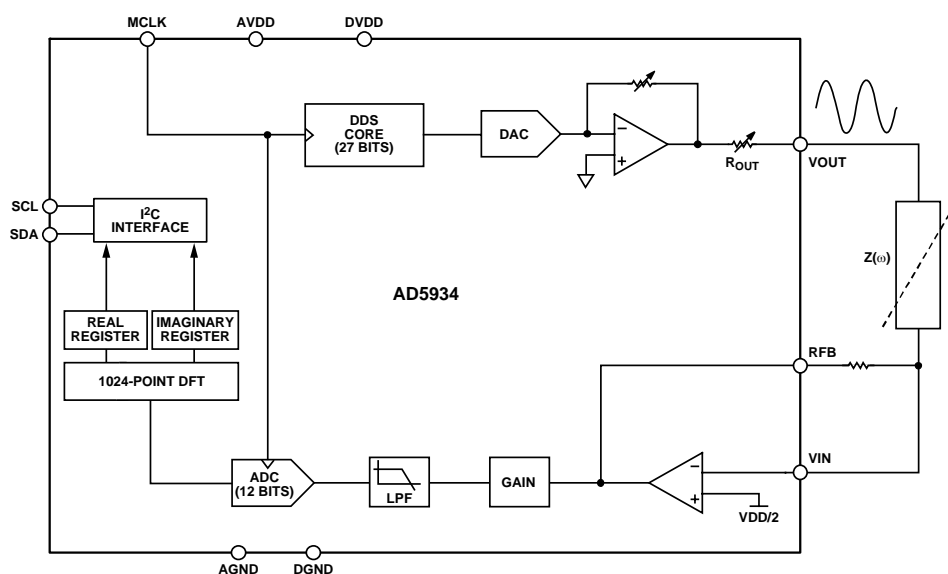 MCLK AVDD DVDD
DDS
CORE
(27 BITS)
DAC
−
+
R_OUT
VOUT
SCL
SDA
I²C
INTERFACE
Z(ω)
AD5934
REAL
REGISTER
IMAGINARY
REGISTER
1024-POINT DFT
RFB
VIN
ADC
(12 BITS)
LPF
GAIN
−
+
VDD/2
AGND DGND